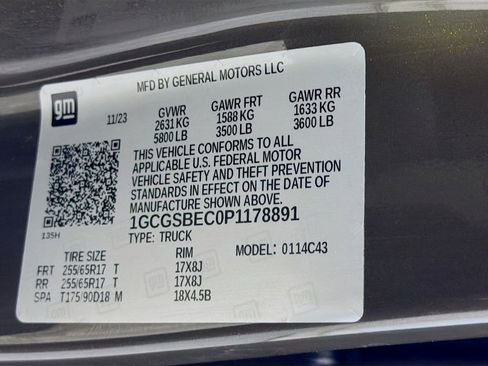 MFD BY GENERAL MOTORS LLC
gm
11/23 GVWR GAWR FRT GAWR RR
2631 KG 1588 KG 1633 KG
5800 LB 3500 LB 3600 LB
THIS VEHICLE CONFORMS TO ALL
APPLICABLE U.S. FEDERAL MOTOR
VEHICLE SAFETY AND THEFT PREVENTION
STANDARDS IN EFFECT ON THE DATE OF
MANUFACTURE SHOWN ABOVE.
1GCGSBEC0P1178891
135H TYPE: TRUCK MODEL: 0114C43
TIRE SIZE RIM
FRT 255/65R17 T 17X8J
RR 255/65R17 T 17X8J
SPA T175/90D18 M 18X4.5B